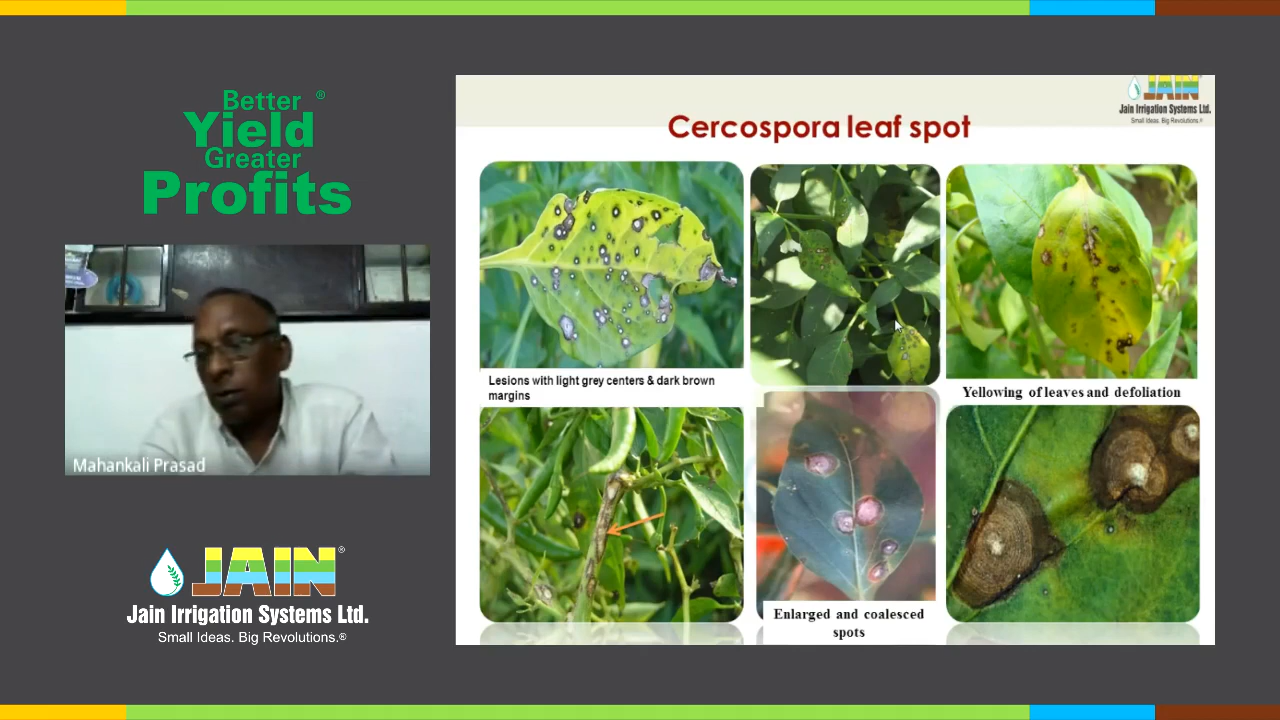 Better ®
Yield
Greater
Profits
Mahankali Prasad
JAIN®
Jain Irrigation Systems Ltd.
Small Ideas. Big Revolutions.®
JAIN
Jain Irrigation Systems Ltd.
Small Ideas. Big Revolutions.®
Cercospora leaf spot
Lesions with light grey centers & dark brown
margins
Yellowing of leaves and defoliation
Enlarged and coalesced
spots